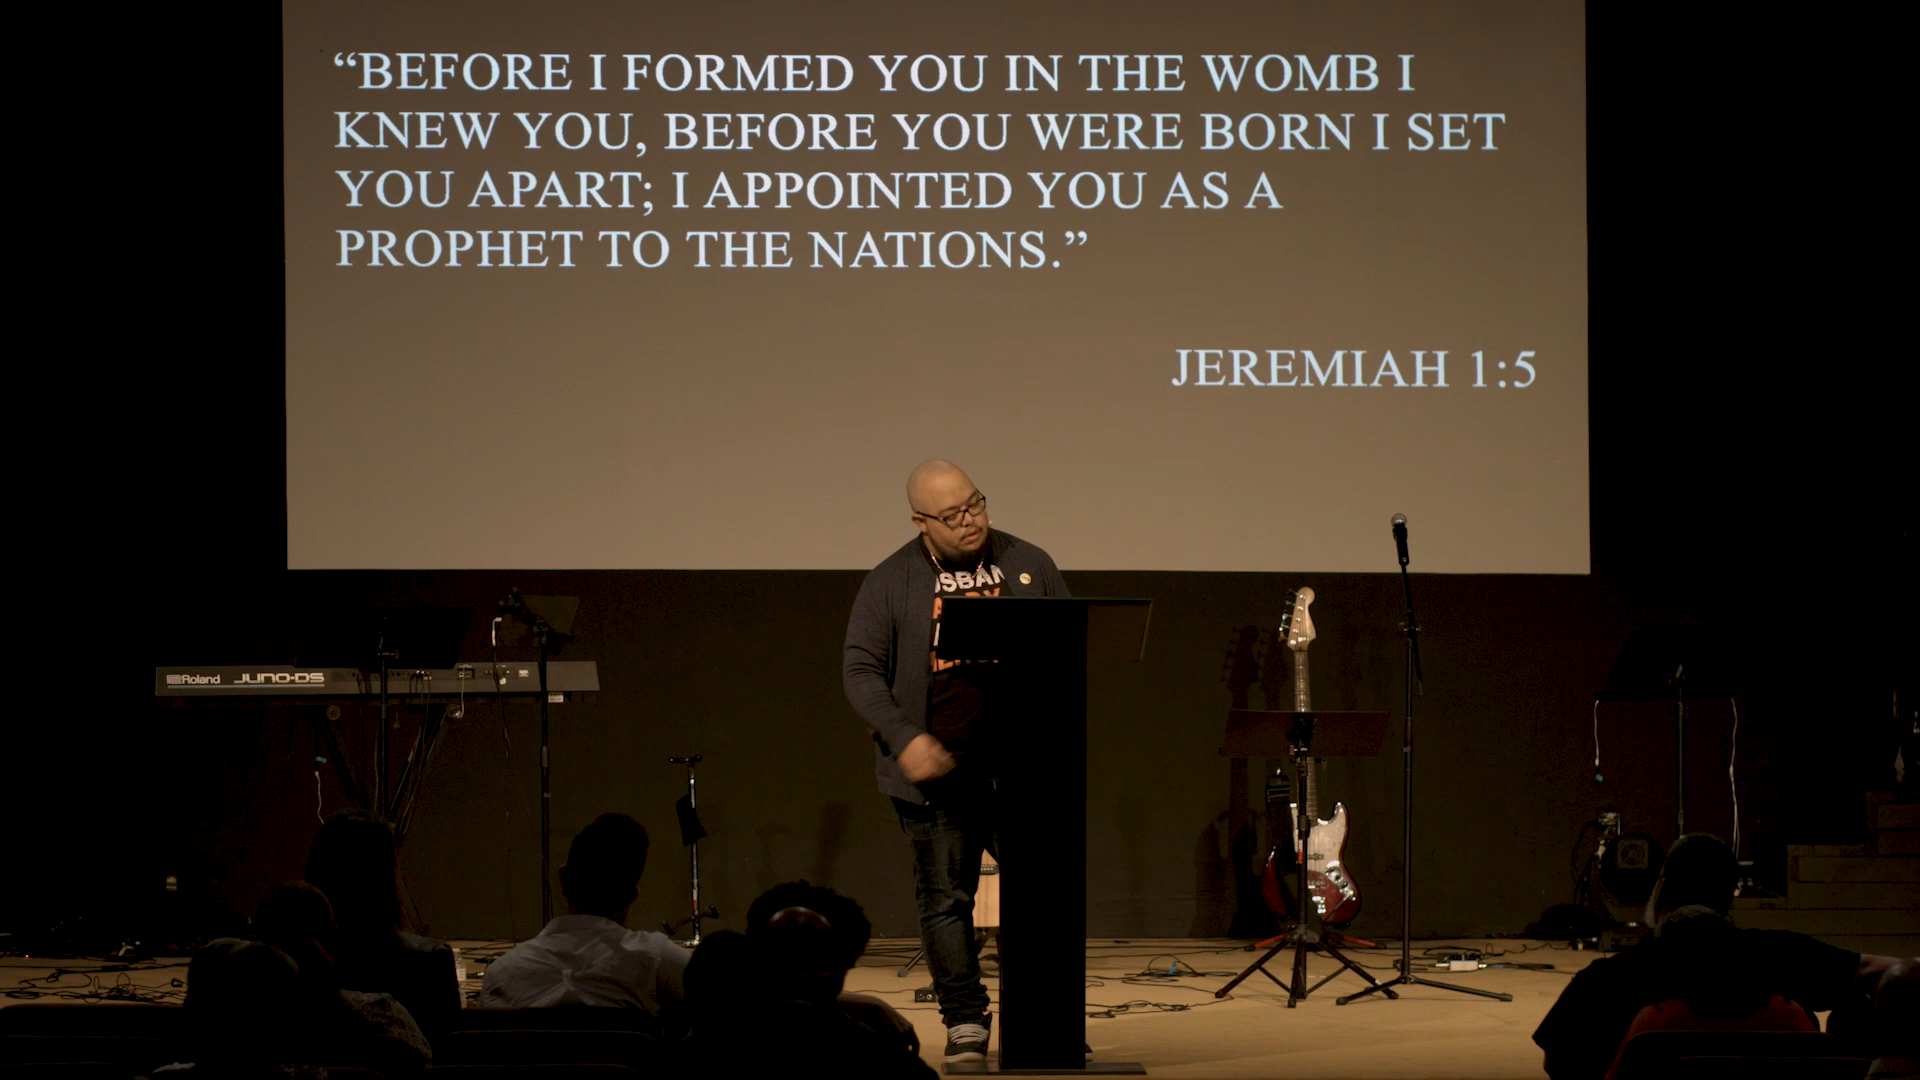 “BEFORE I FORMED YOU IN THE WOMB I
KNEW YOU, BEFORE YOU WERE BORN I SET
YOU APART; I APPOINTED YOU AS A
PROPHET TO THE NATIONS.”
JEREMIAH 1:5
Roland JUNO-DS